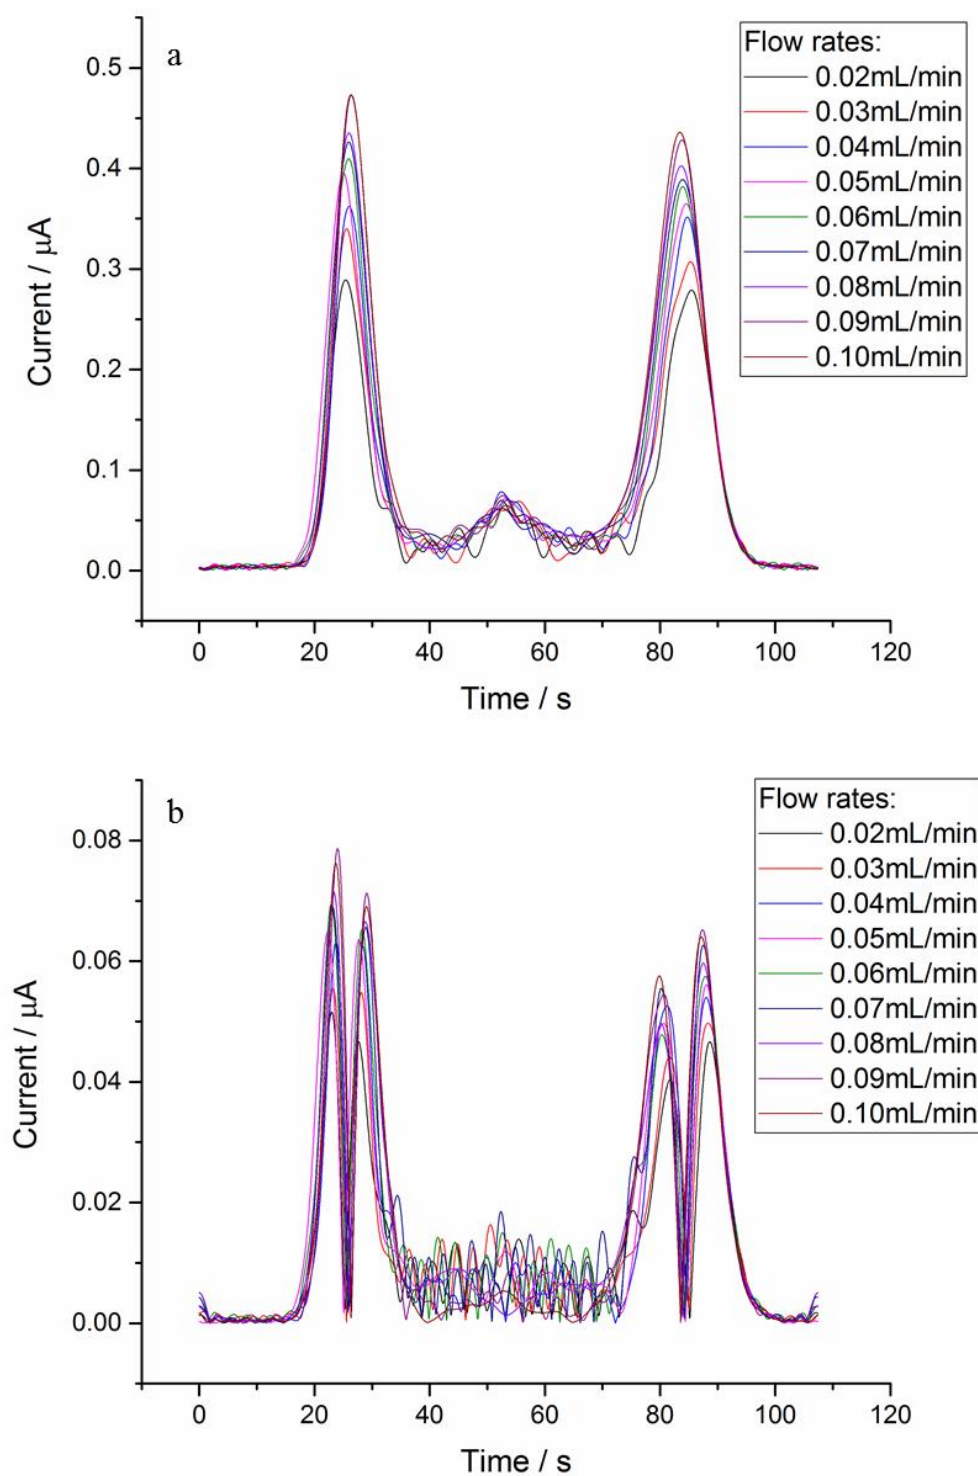 a
Flow rates:
0.02mL/min
0.03mL/min
0.04mL/min
0.05mL/min
0.06mL/min
0.07mL/min
0.08mL/min
0.09mL/min
0.10mL/min
0.5
0.4
0.3
0.2
0.1
0.0
Current / μA
0 20 40 60 80 100 120
Time / s
b
Flow rates:
0.02mL/min
0.03mL/min
0.04mL/min
0.05mL/min
0.06mL/min
0.07mL/min
0.08mL/min
0.09mL/min
0.10mL/min
0.08
0.06
0.04
0.02
0.00
Current / μA
0 20 40 60 80 100 120
Time / s